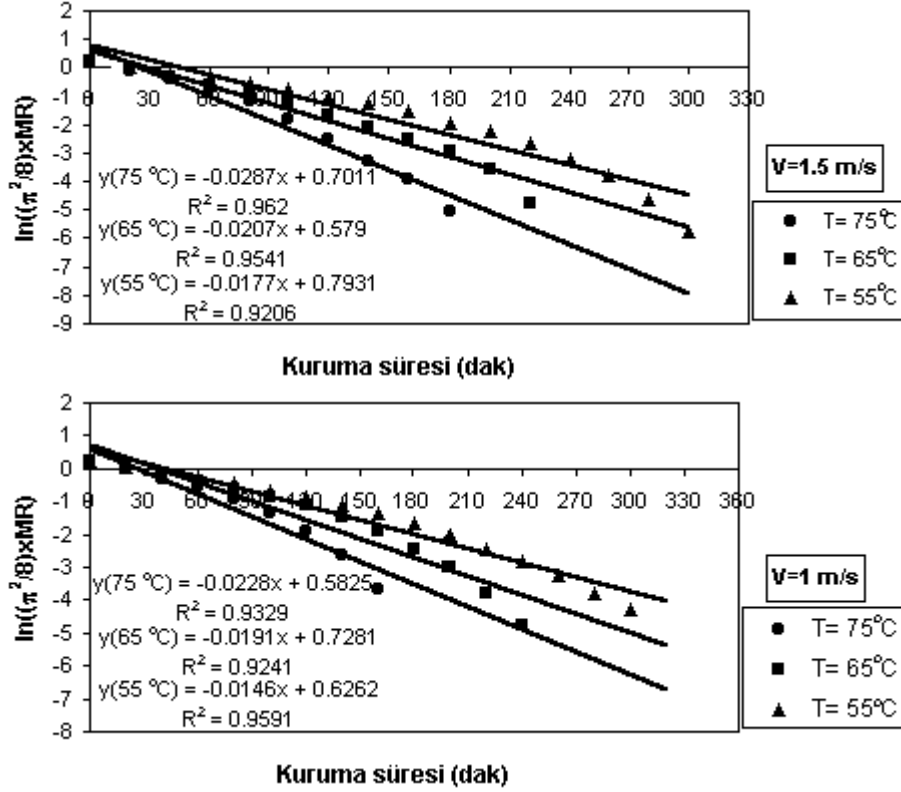 2
1
0
-1
-2
-3
-4
-5
-6
-7
-8
-9
0 30 60 90 120 150 180 210 240 270 300 330
ln((π²/8)xMR)
y(75 °C) = -0.0287x + 0.7011
R² = 0.962
y(65 °C) = -0.0207x + 0.579
R² = 0.9541
y(55 °C) = -0.0177x + 0.7931
R² = 0.9206
V=1.5 m/s
T= 75°C
T= 65°C
T= 55°C
Kuruma süresi (dak)
2
1
0
-1
-2
-3
-4
-5
-6
-7
-8
0 30 60 90 120 150 180 210 240 270 300 330 360
ln((π²/8)xMR)
y(75 °C) = -0.0228x + 0.5825
R² = 0.9329
y(65 °C) = -0.0191x + 0.7281
R² = 0.9241
y(55 °C) = -0.0146x + 0.6262
R² = 0.9591
V=1 m/s
T= 75°C
T= 65°C
T= 55°C
Kuruma süresi (dak)